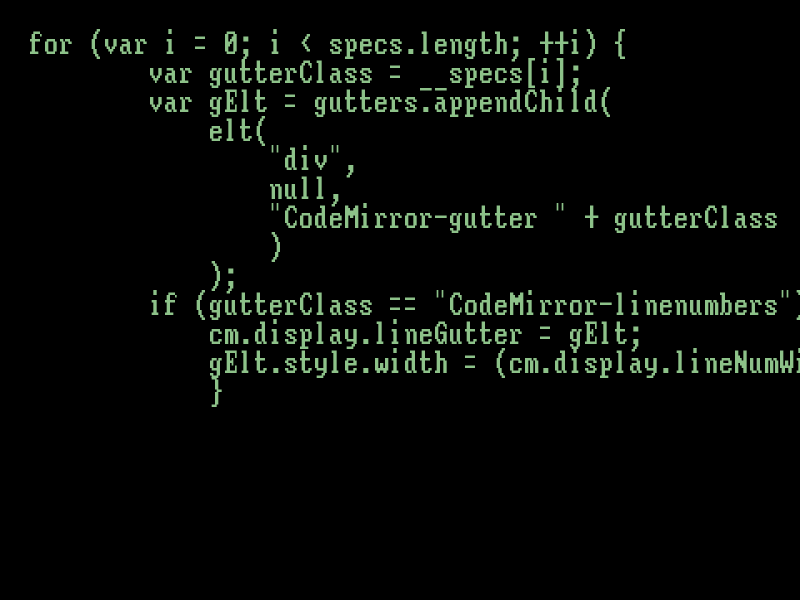 for (var i = 0; i < specs.length; ++i) {
        var gutterClass = __specs[i];
        var gElt = gutters.appendChild(
            elt(
                "div",
                null,
                "CodeMirror-gutter " + gutterClass
                )
            );
        if (gutterClass == "CodeMirror-linenumbers")
            cm.display.lineGutter = gElt;
            gElt.style.width = (cm.display.lineNumWi
            }